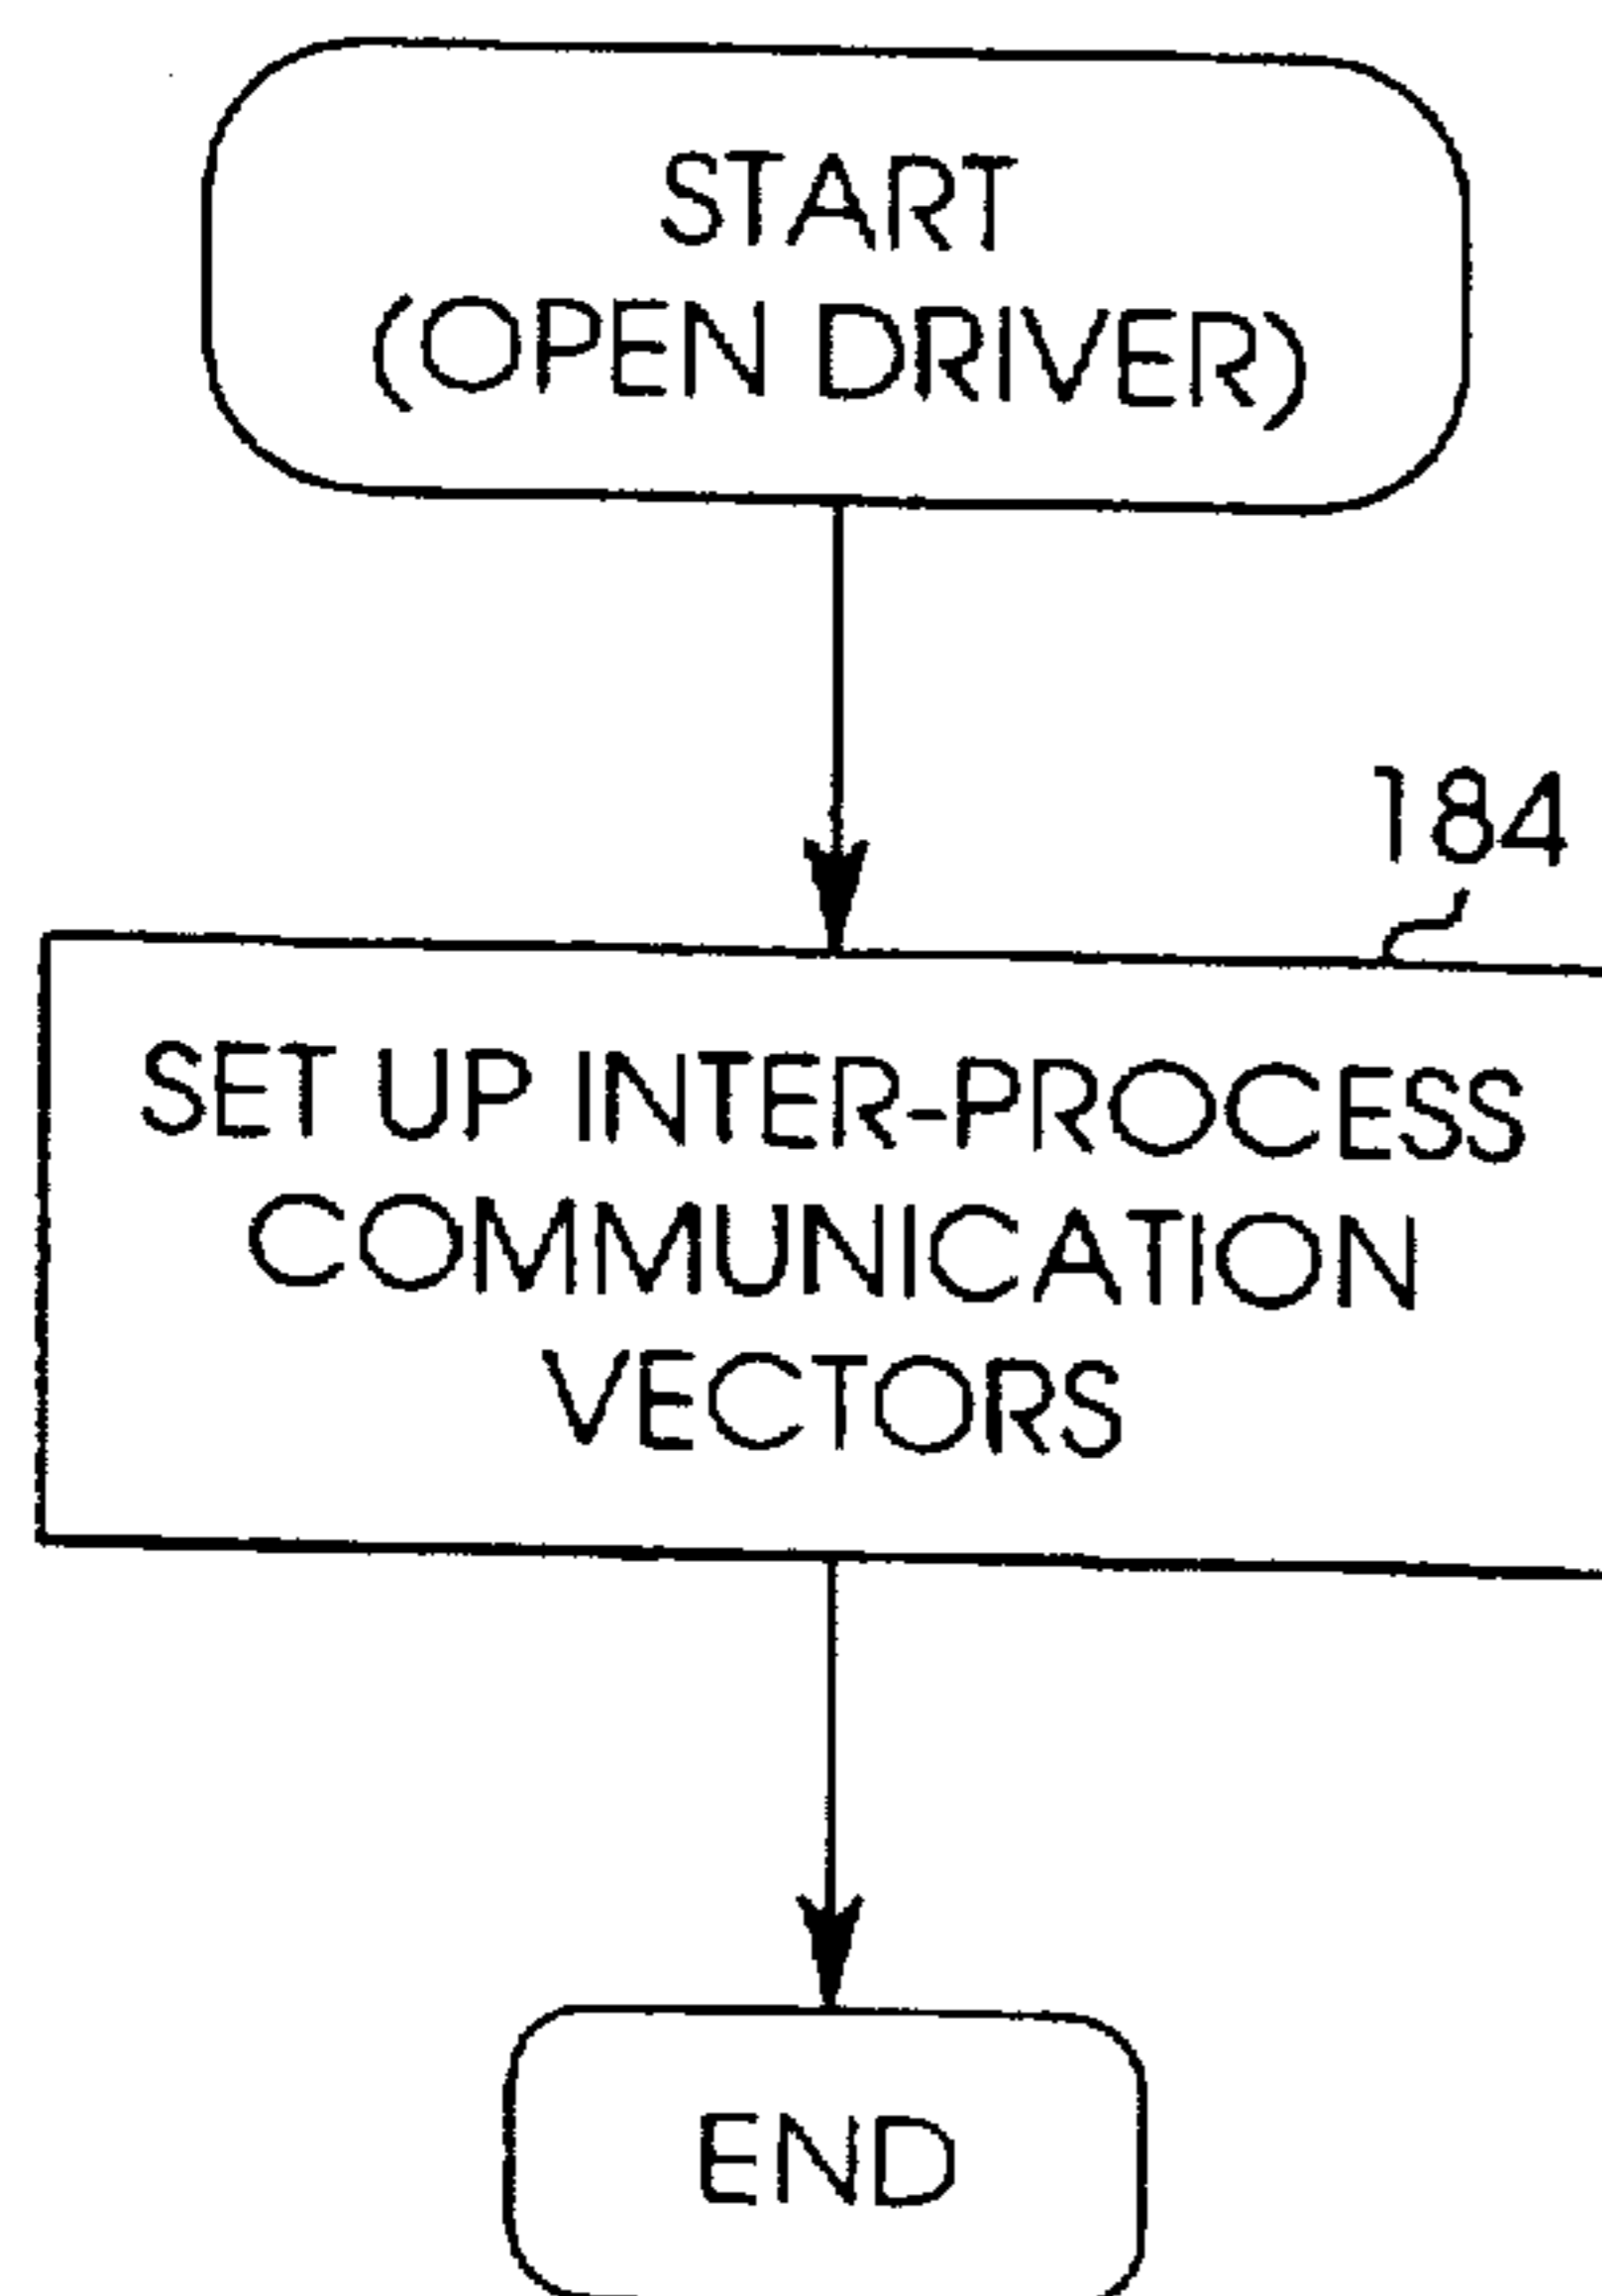 START
(OPEN DRIVER)
184
SET UP INTER-PROCESS
COMMUNICATION
VECTORS
END